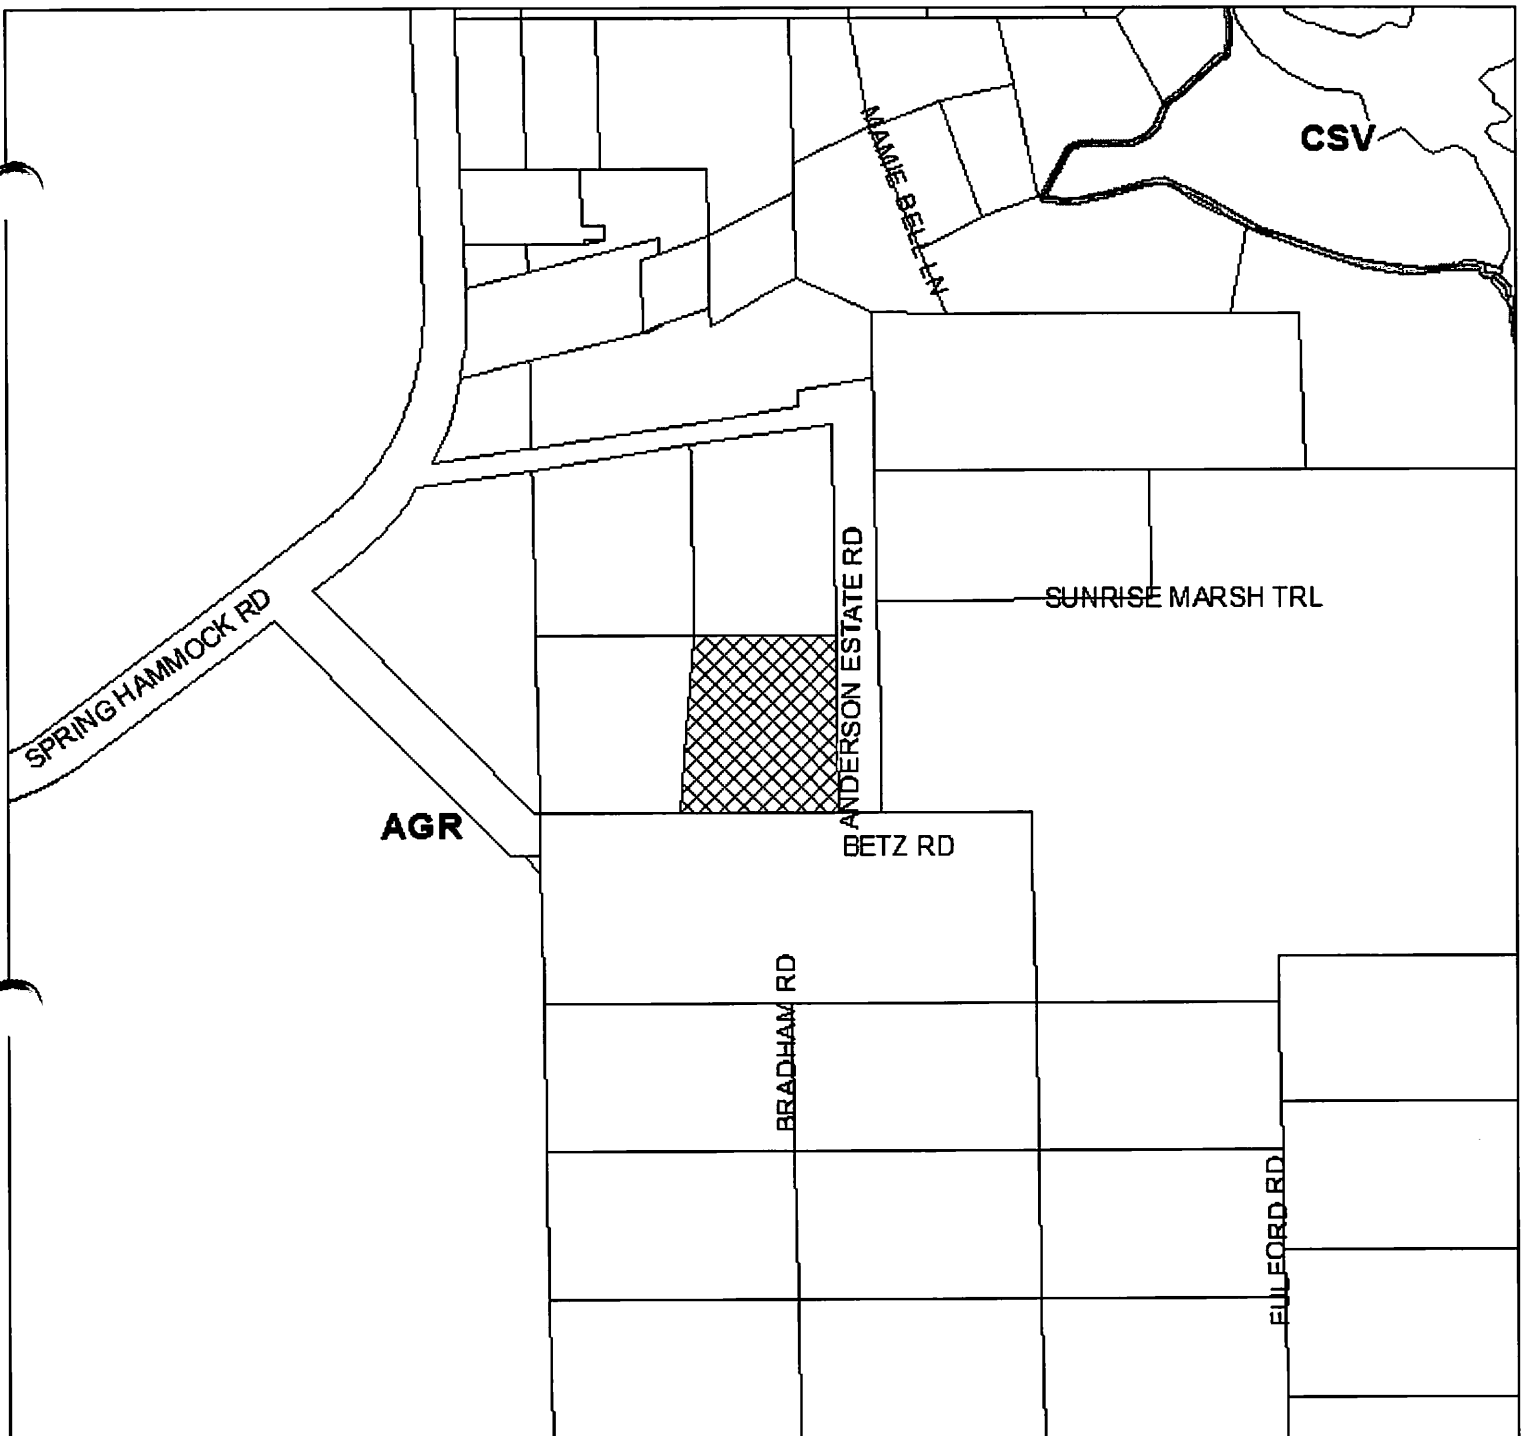 CSV
MAMIE BELL LN
ANDERSON ESTATE RD
SUNRISE MARSH TRL
SPRING HAMMOCK RD
AGR
BETZ RD
BRADHAM RD
FULFORD RD